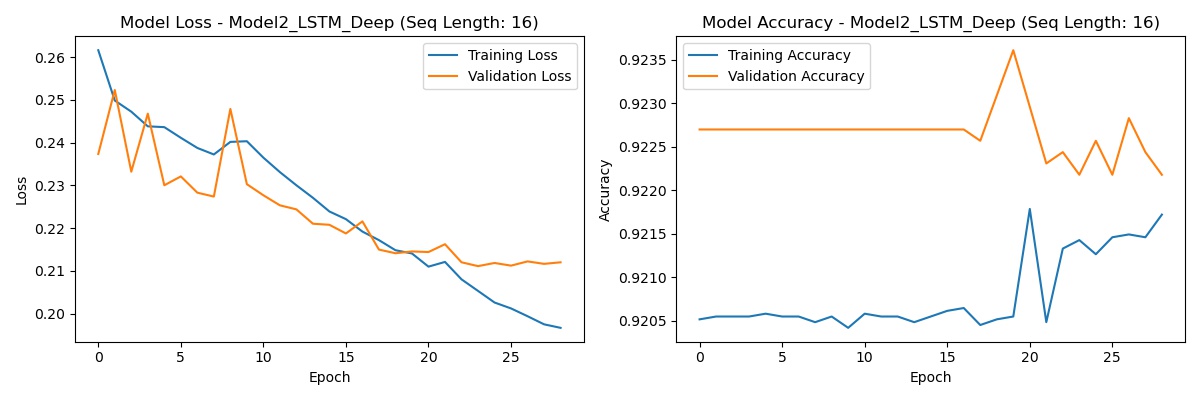 Model Loss - Model2_LSTM_Deep (Seq Length: 16)
Training Loss
Validation Loss
0.26
0.25
0.24
0.23
0.22
0.21
0.20
Loss
0
5
10
15
20
25
Epoch
Model Accuracy - Model2_LSTM_Deep (Seq Length: 16)
Training Accuracy
Validation Accuracy
0.9235
0.9230
0.9225
0.9220
0.9215
0.9210
0.9205
Accuracy
0
5
10
15
20
25
Epoch